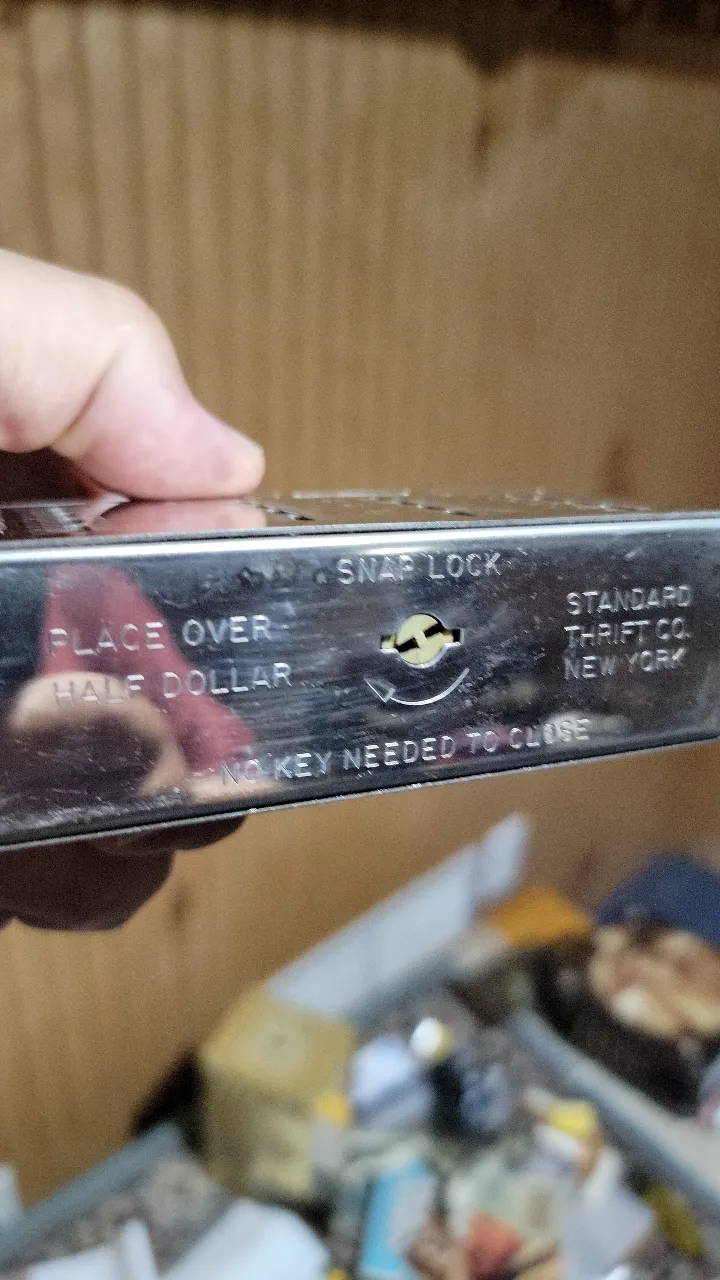 SNAP LOCK
PLACE OVER
HALF DOLLAR
STANDARD
THRIFT CO.
NEW YORK
NO KEY NEEDED TO CLOSE